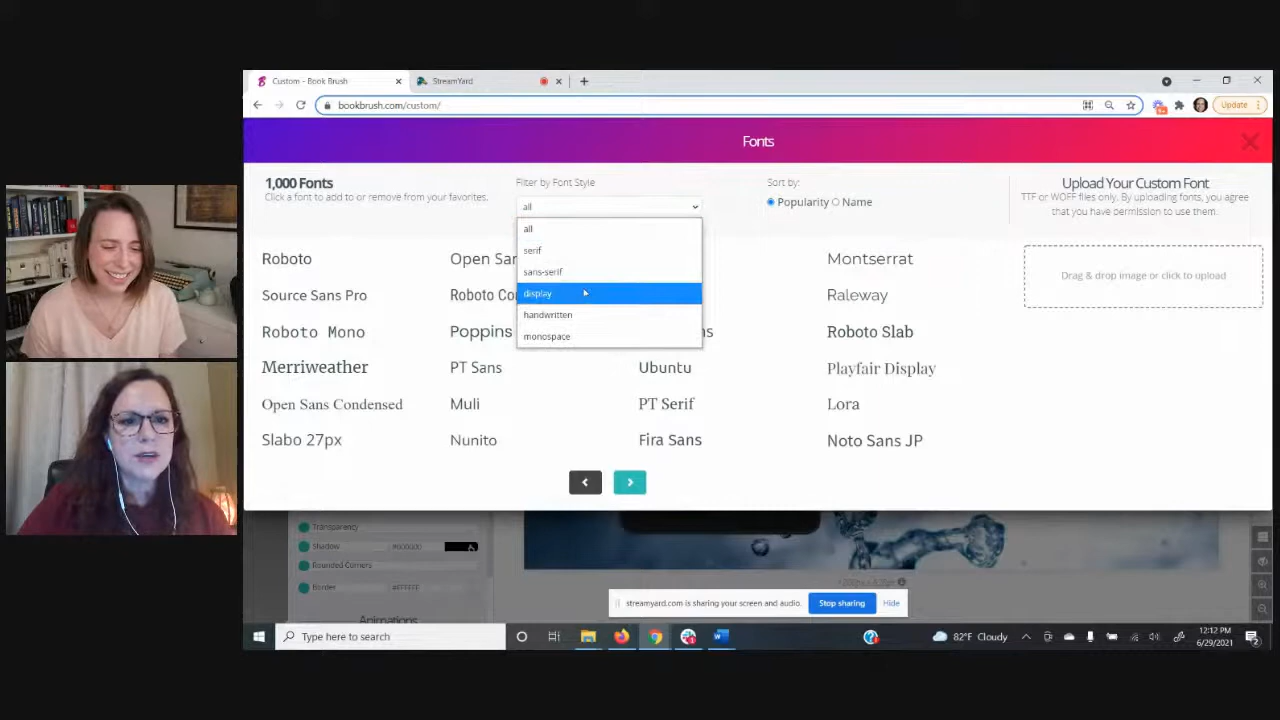 Custom - Book Brush
StreamYard
bookbrush.com/custom/
Update
Fonts
1,000 Fonts
Click a font to add to or remove from your favorites.
Filter by Font Style
all
all
serif
sans-serif
display
handwritten
monospace
Sort by:
Popularity Name
Upload Your Custom Font
TTF or WOFF files only. By uploading fonts, you agree
that you have permission to use them.
Drag & drop image or click to upload
Roboto
Open San
Montserrat
Source Sans Pro
Roboto Co
Raleway
Roboto Mono
Poppins
Roboto Slab
Merriweather
PT Sans
Ubuntu
Playfair Display
Open Sans Condensed
Muli
PT Serif
Lora
Slabo 27px
Nunito
Fira Sans
Noto Sans JP
Transparency
Shadow
Rounded Corners
Border #FFFFFF
Animations
streamyard.com is sharing your screen and audio.
Stop sharing
Hide
Type here to search
82°F Cloudy
12:12 PM
6/29/2021